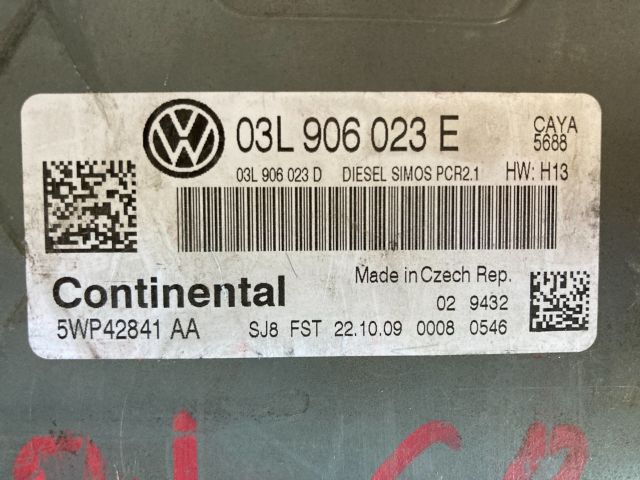 03L 906 023 E
CAYA
5688
03L 906 023 D DIESEL SIMOS PCR2.1 HW: H13
Continental
Made in Czech Rep.
02 9432
5WP42841 AA SJ8 FST 22.10.09 0008 0546